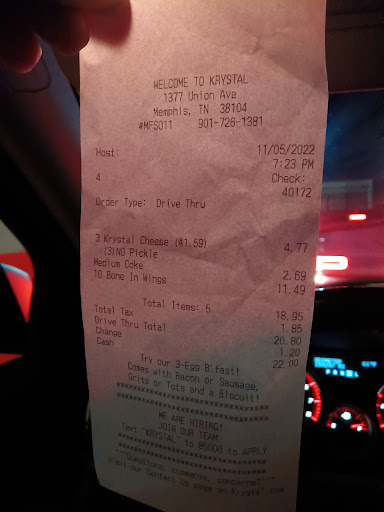 WELCOME TO KRYSTAL
1377 Union Ave
Memphis, TN 38104
#MFS011 901-726-1381
Host: 11/05/2022
7:23 PM
4 Check:
40172
Order Type: Drive Thru
3 Krystal Cheese (@1.59) 4.77
(3)NO Pickle
Medium Coke 2.69
10 Bone In Wings 11.49
Total Items: 5
18.95
Total Tax 1.85
Drive Thru Total 20.80
Change 1.20
Cash 22.00
Try our 3-Egg B'fast!
Comes with Bacon or Sausage,
Grits or Tots and a Biscuit!
WE ARE HIRING!
JOIN OUR TEAM
Text "KRYSTAL" to 85000 to APPLY
***Questions, comments, concerns?***
Visit our Contact Us page on Krystal.com